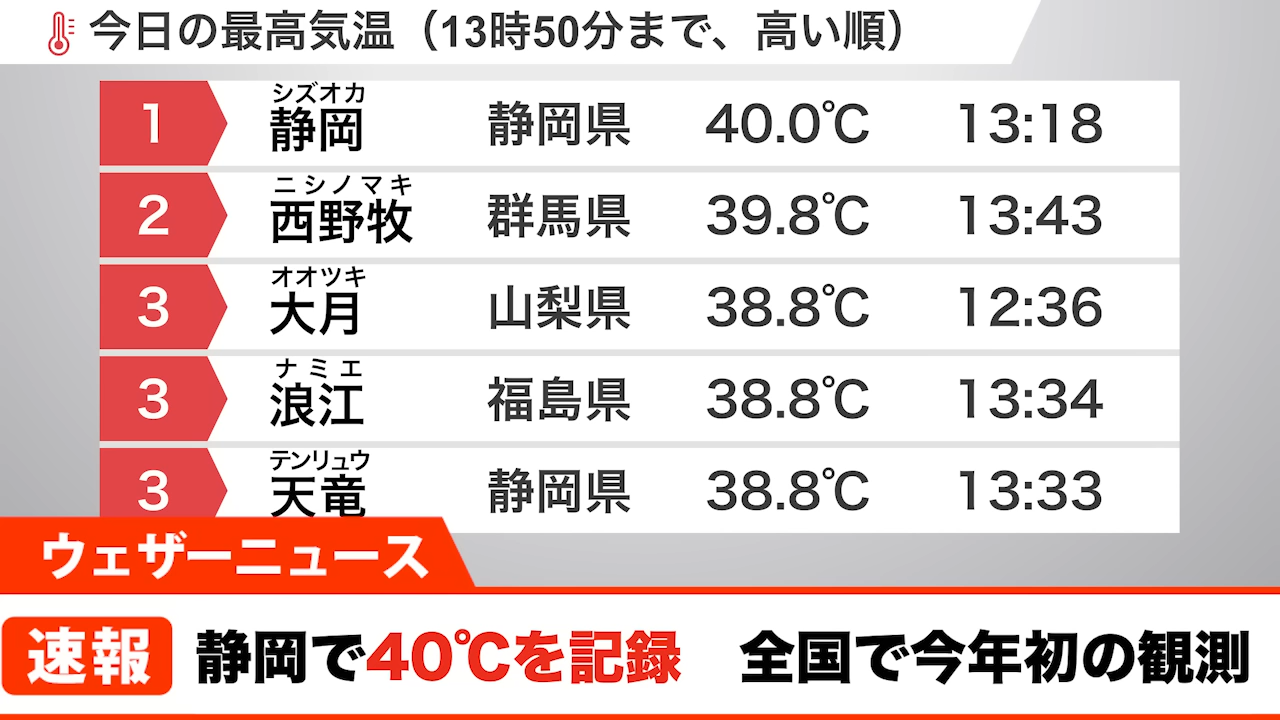 今日の最高気温（13時50分まで、高い順）
シズオカ
1 静岡 静岡県 40.0℃ 13:18
ニシノマキ
2 西野牧 群馬県 39.8℃ 13:43
オオツキ
3 大月 山梨県 38.8℃ 12:36
ナミエ
3 浪江 福島県 38.8℃ 13:34
テンリュウ
3 天竜 静岡県 38.8℃ 13:33
ウェザーニュース
速報 静岡で40℃を記録 全国で今年初の観測